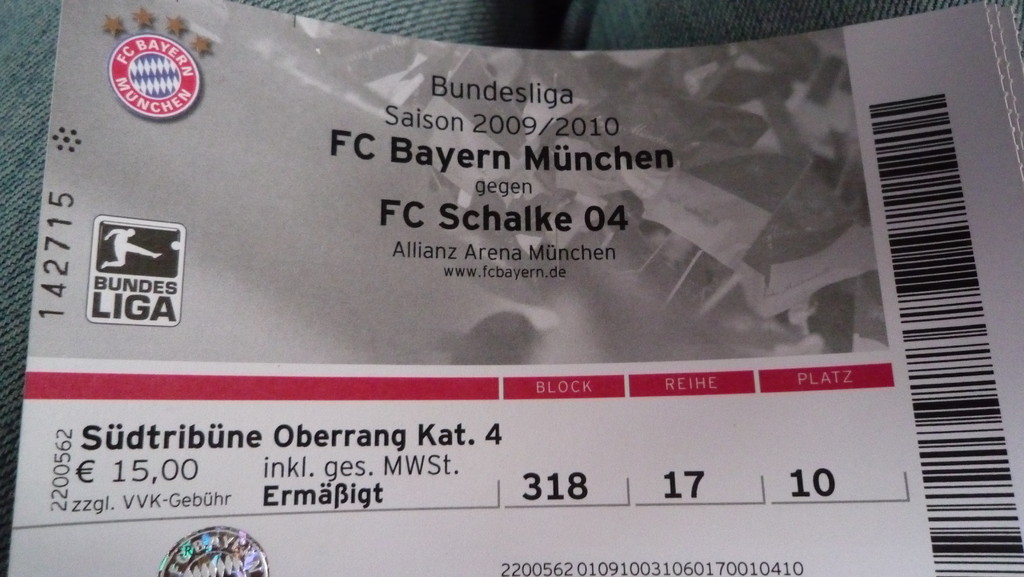 FC BAYERN
MÜNCHEN
Bundesliga
Saison 2009/2010
FC Bayern München
gegen
FC Schalke 04
Allianz Arena München
www.fcbayern.de
142715
BUNDES
LIGA
BLOCK REIHE PLATZ
2200562
Südtribüne Oberrang Kat. 4
€ 15,00 inkl. ges. MWSt.
zzgl. VVK-Gebühr Ermäßigt
318 17 10
2200562 010910031060170010410